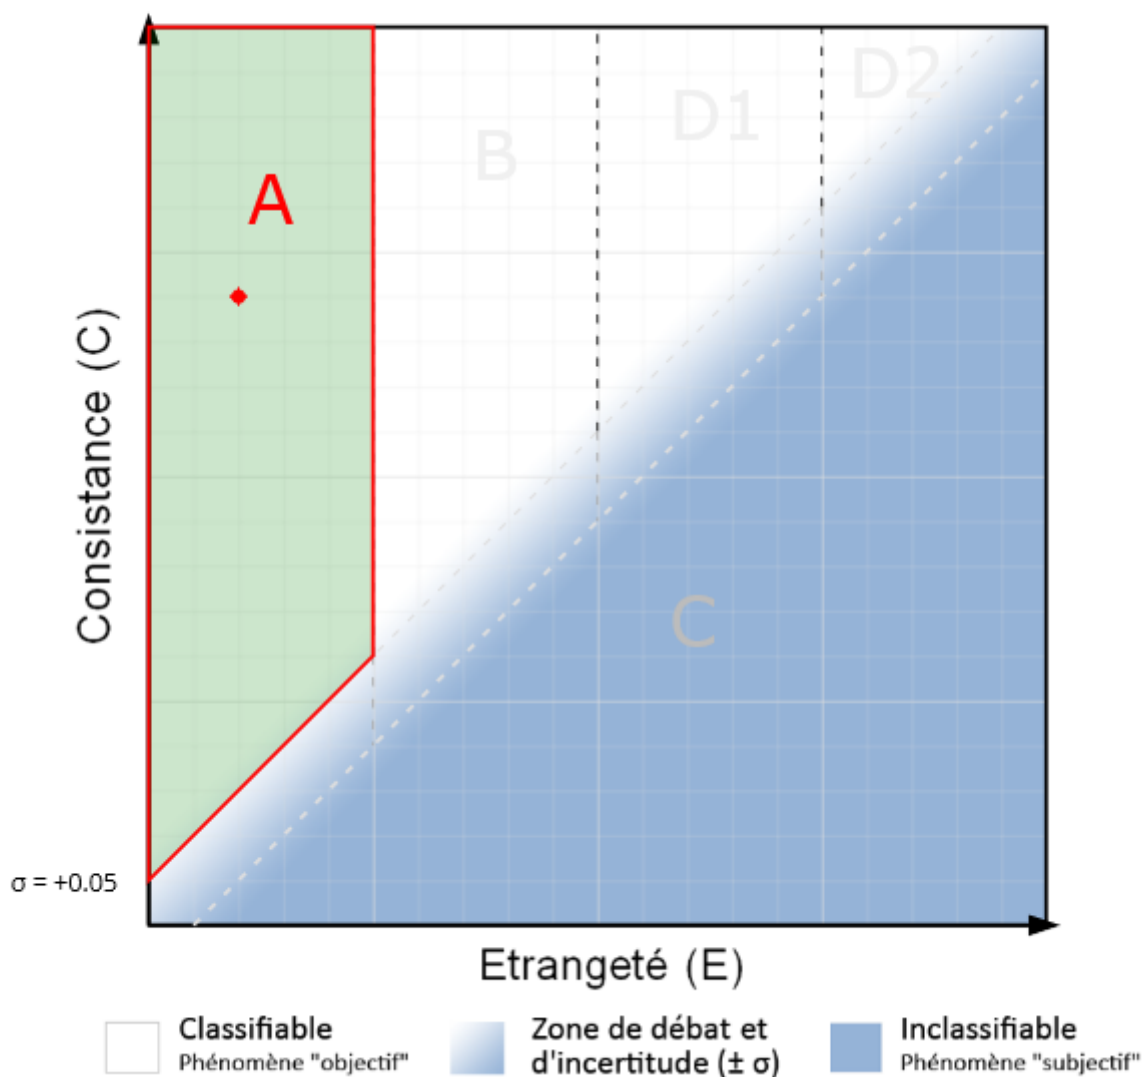 D2
D1
B
A
Consistance (C)
C
σ = +0.05
Etrangeté (E)
Classifiable
Phénomène "objectif"
Zone de débat et
d'incertitude (± σ)
Inclassifiable
Phénomène "subjectif"